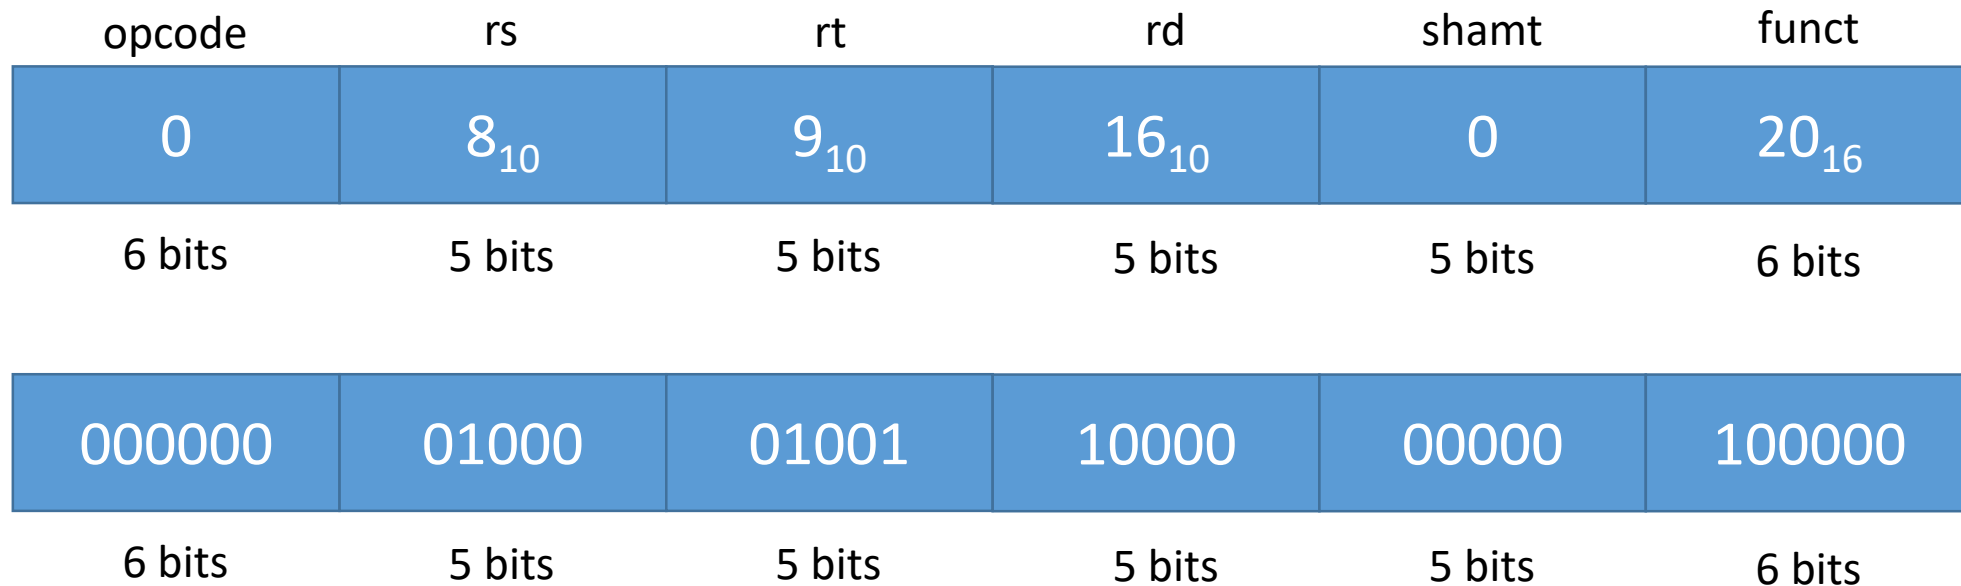 opcode rs rt rd shamt funct
0 8₁₀ 9₁₀ 16₁₀ 0 20₁₆
6 bits 5 bits 5 bits 5 bits 5 bits 6 bits
000000 01000 01001 10000 00000 100000
6 bits 5 bits 5 bits 5 bits 5 bits 6 bits